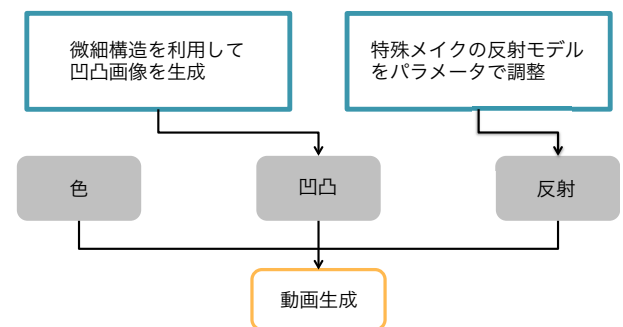 微細構造を利用して
凹凸画像を生成
特殊メイクの反射モデル
をパラメータで調整
色
凹凸
反射
動画生成